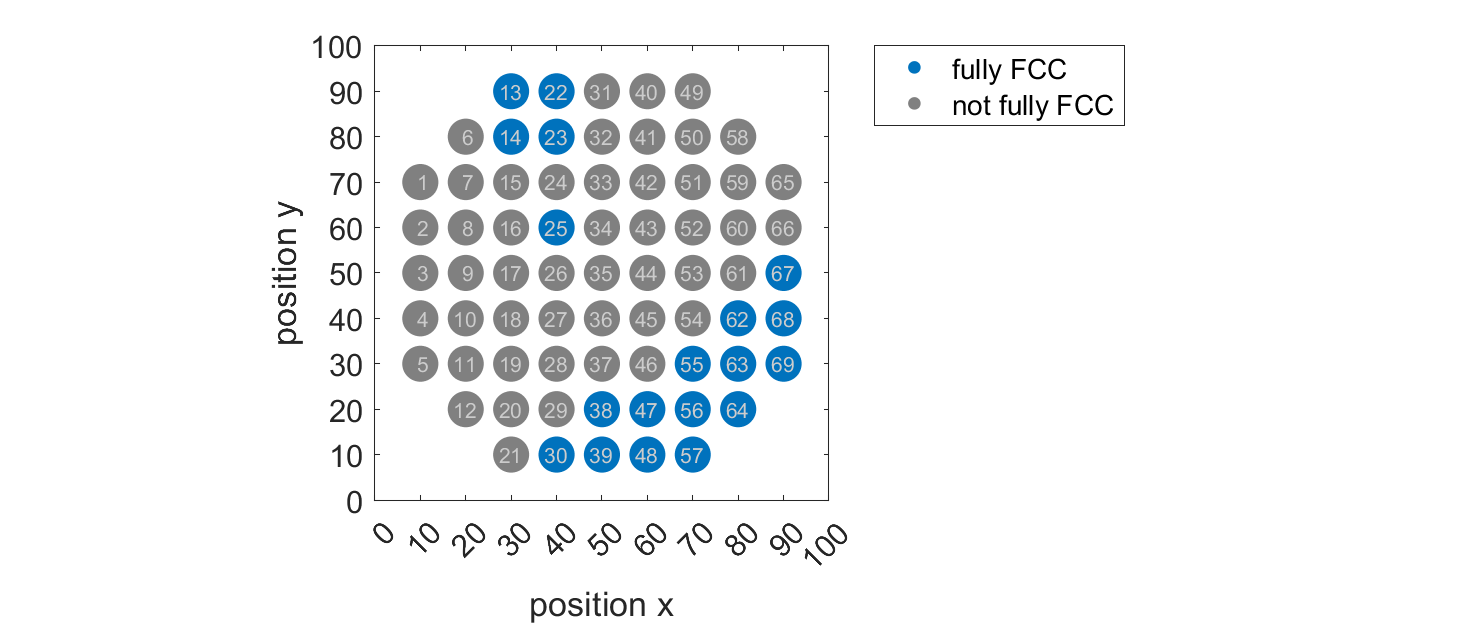 100
fully FCC
not fully FCC
90 13 22 31 40 49
80 6 14 23 32 41 50 58
70 1 7 15 24 33 42 51 59 65
60 2 8 16 25 34 43 52 60 66
50 3 9 17 26 35 44 53 61 67
40 4 10 18 27 36 45 54 62 68
30 5 11 19 28 37 46 55 63 69
20 12 20 29 38 47 56 64
10 21 30 39 48 57
0
position y
0 10 20 30 40 50 60 70 80 90 100
position x